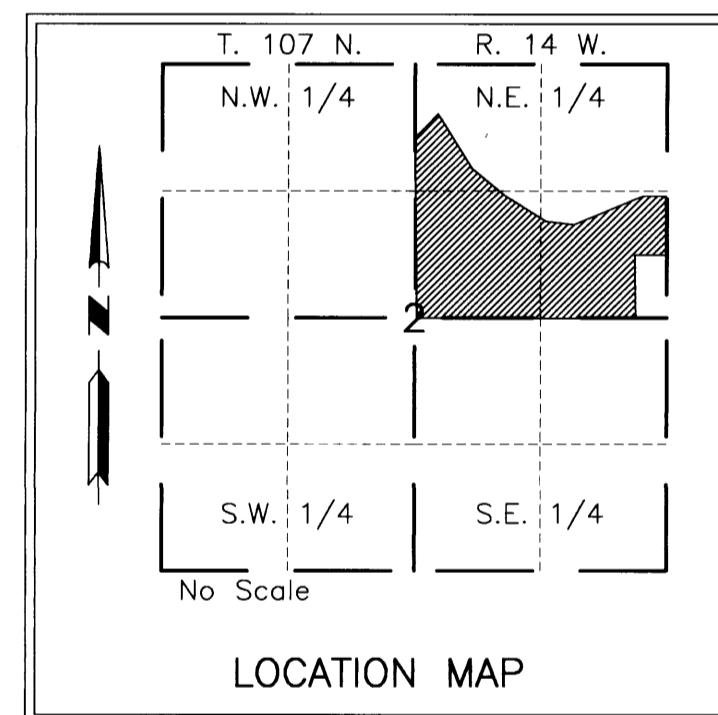 T. 107 N. R. 14 W.
N.W. 1/4 N.E. 1/4
N
2
S.W. 1/4 S.E. 1/4
No Scale
LOCATION MAP